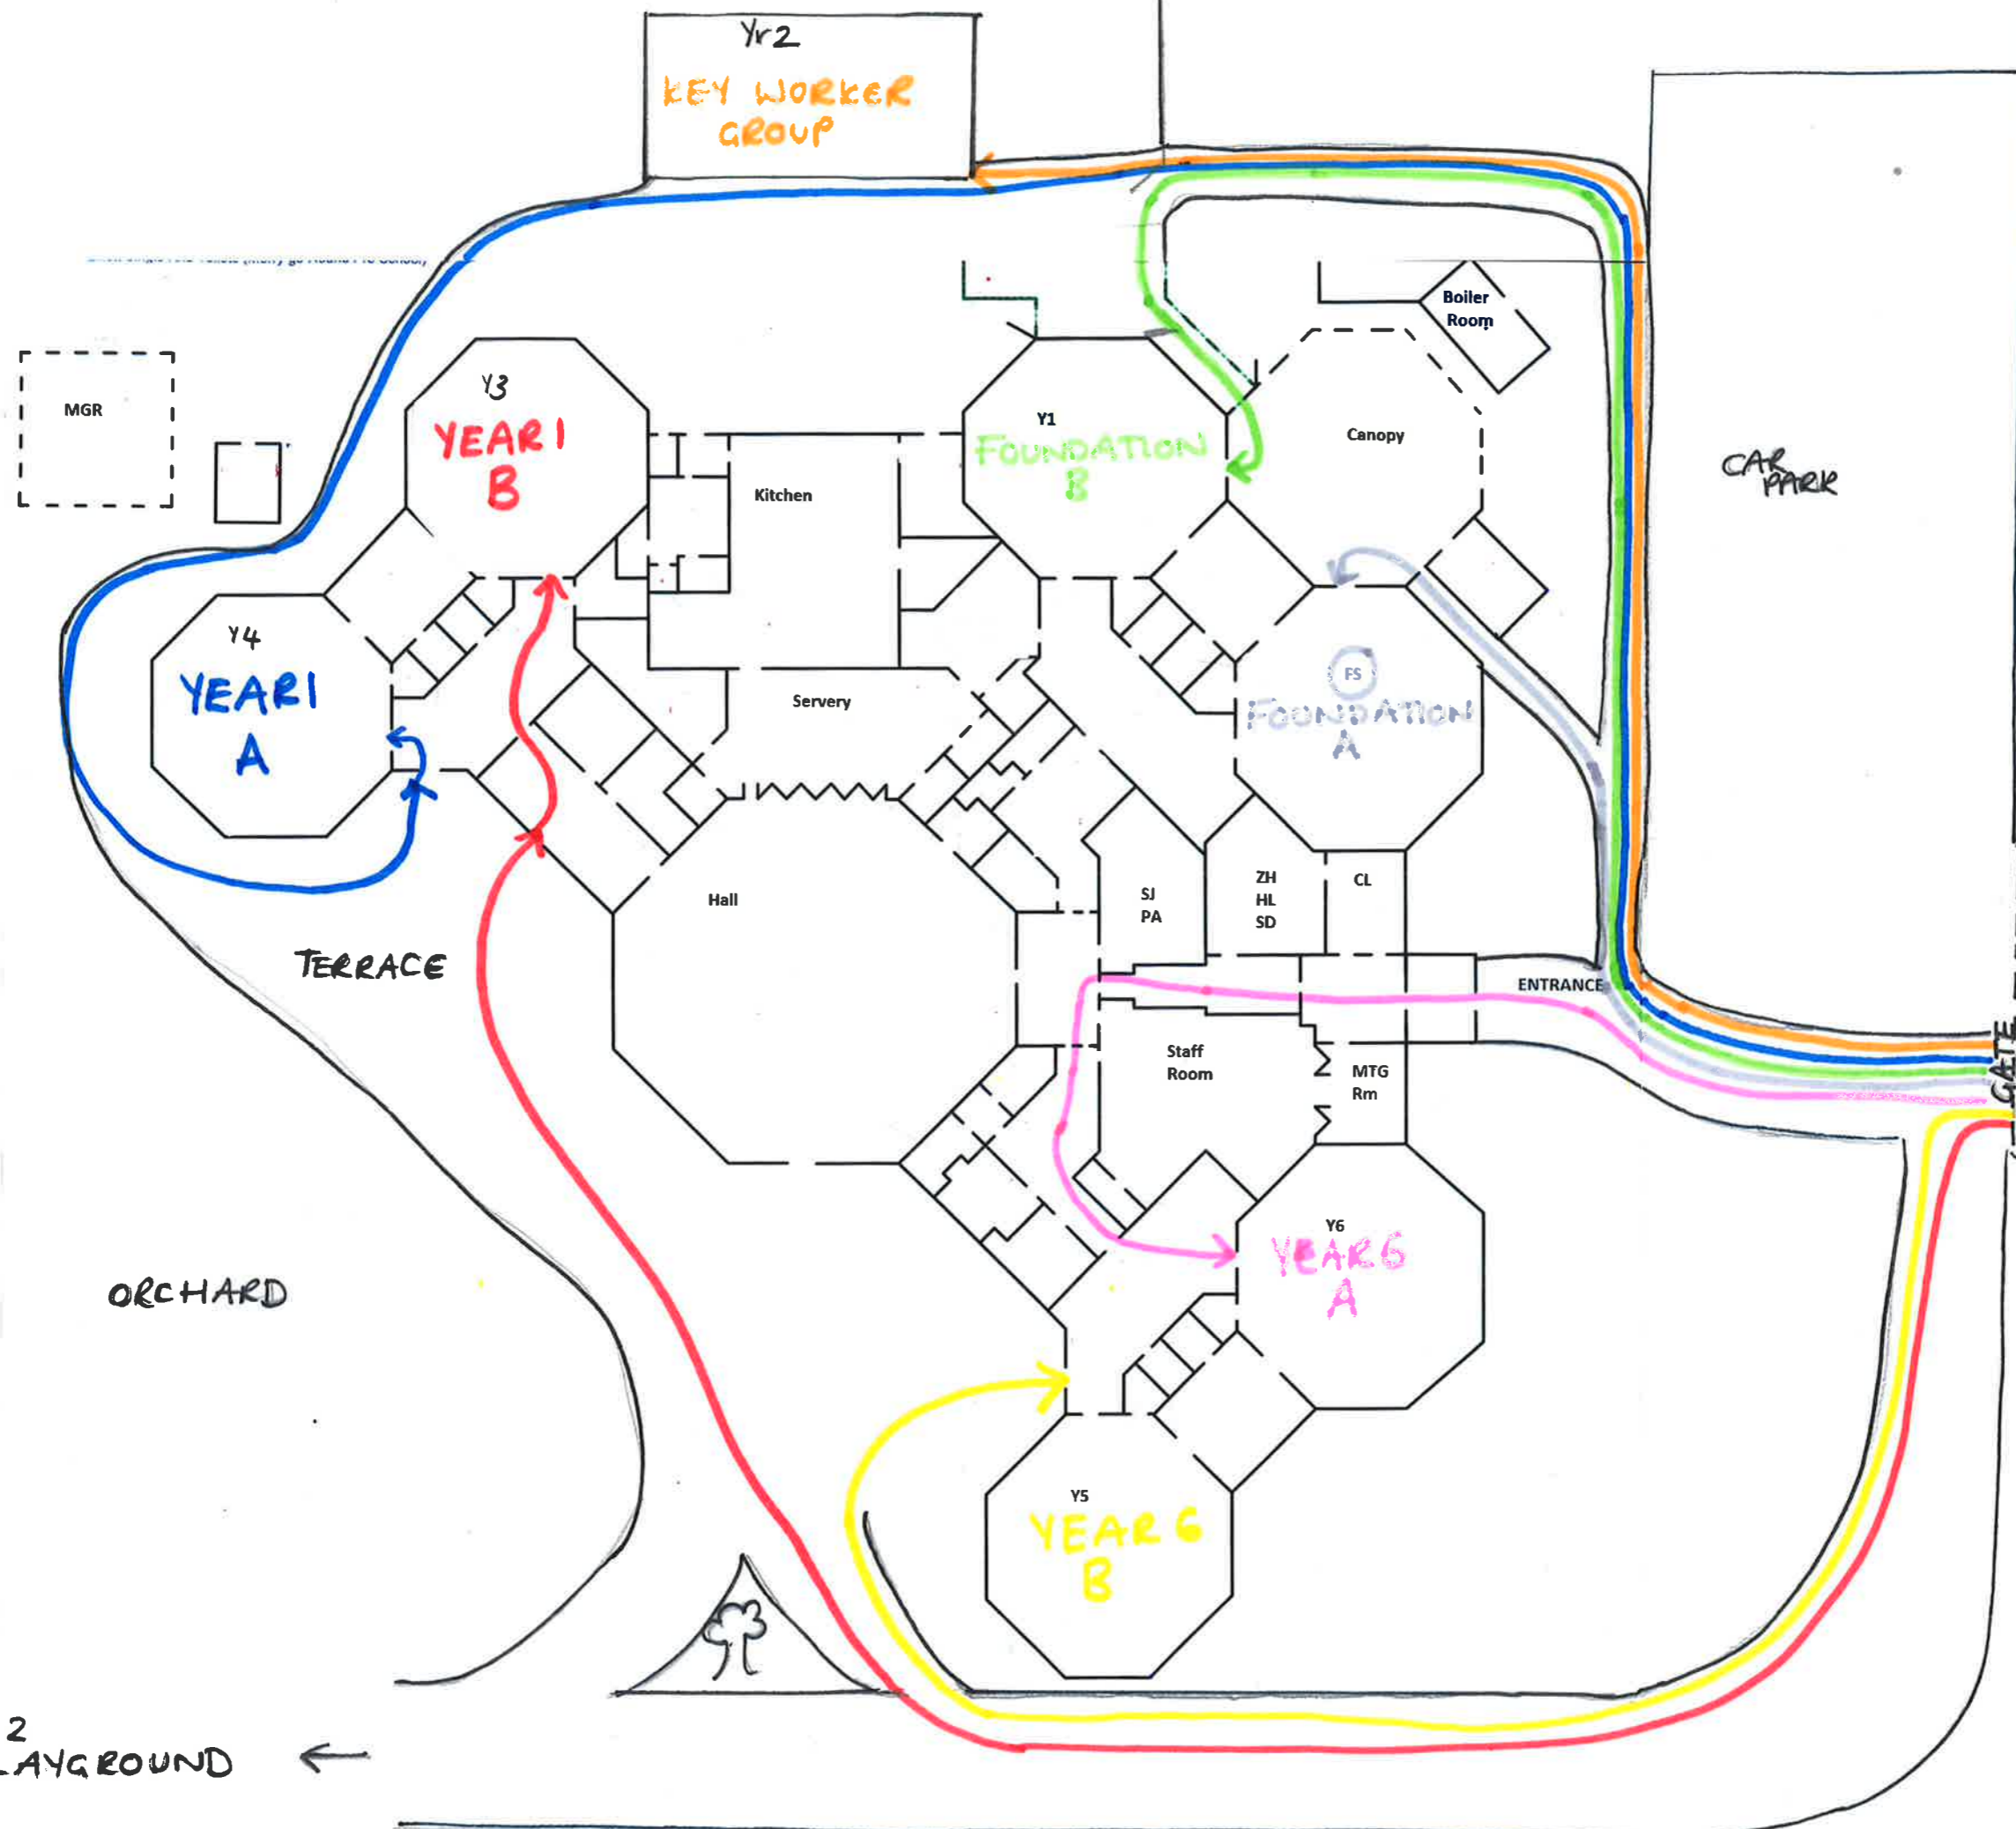 Yr2
KEY WORKER
GROUP
Boiler
Room
MGR
Y3
YEAR 1
B
Kitchen
Y1
FOUNDATION
B
Canopy
CAR
PARK
Y4
YEAR 1
A
Servery
FS
FOUNDATION
A
Hall
SJ
PA
ZH
HL
SD
CL
TERRACE
ENTRANCE
GATE
Staff
Room
MTG
Rm
Y6
YEAR 6
A
ORCHARD
Y5
YEAR 6
B
2
AYGROUND